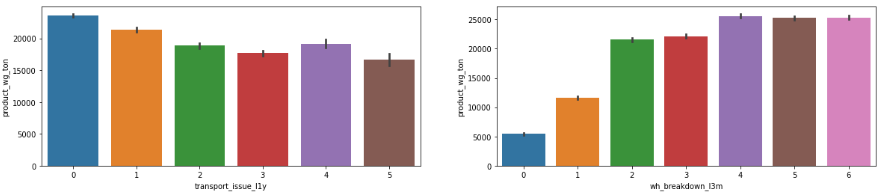 product_wg_ton
20000
15000
10000
5000
0
0 1 2 3 4 5
transport_issue_l1y
product_wg_ton
25000
20000
15000
10000
5000
0
0 1 2 3 4 5 6
wh_breakdown_l3m